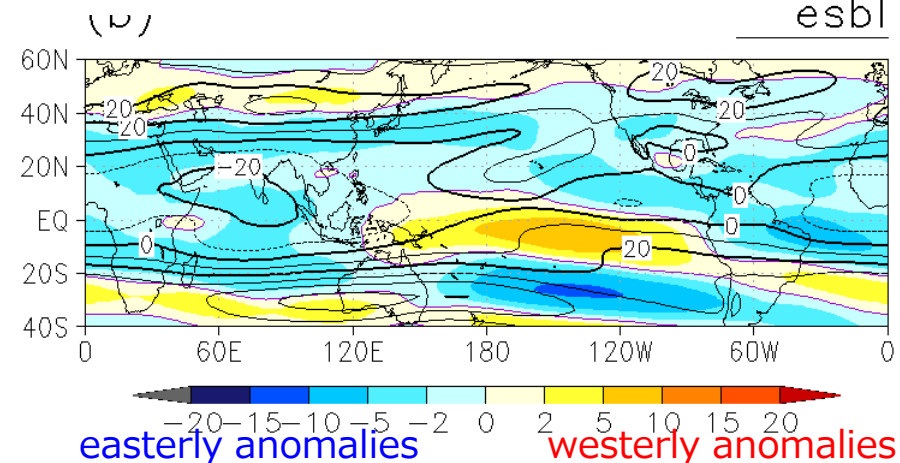 (b) esbl
60N
20
20
40N 20 20
20
20N -20 0
0
EQ 0
0
20
20S
40S
0 60E 120E 180 120W 60W 0
-20 -15 -10 -5 -2 0 2 5 10 15 20
easterly anomalies westerly anomalies